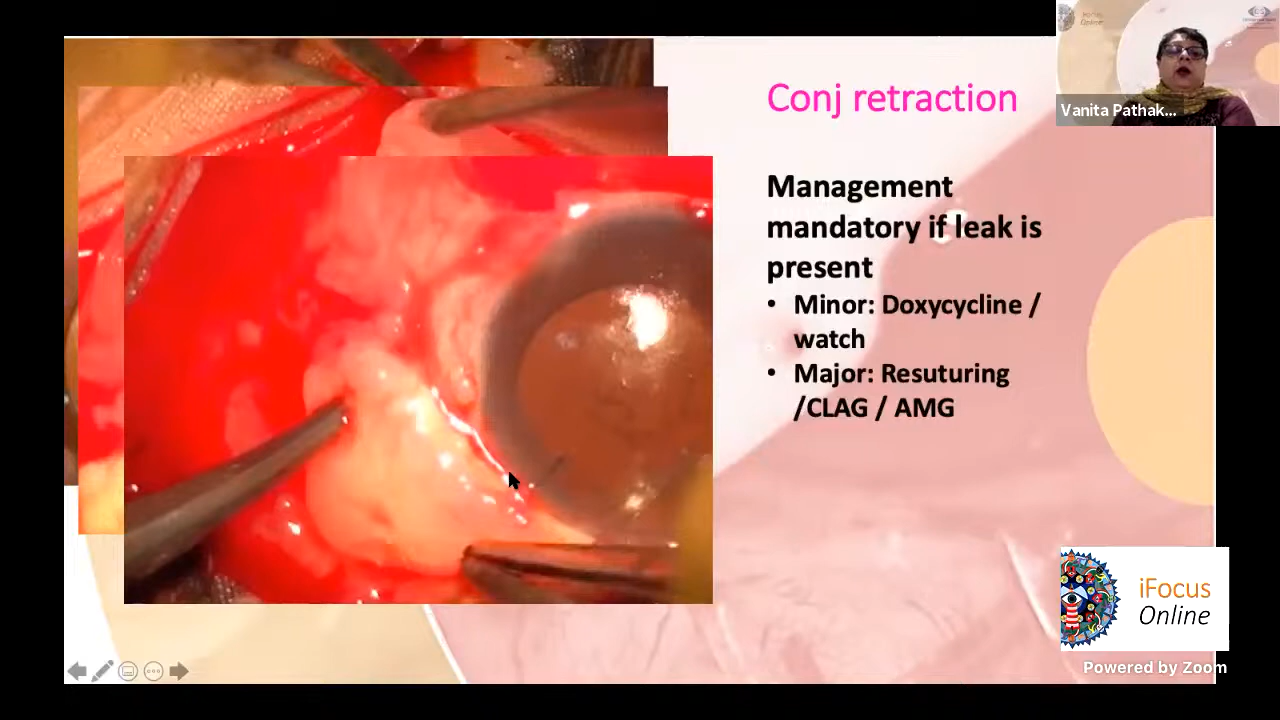 Conj retraction
Vanita Pathak...
Management
mandatory if leak is
present
• Minor: Doxycycline /
watch
• Major: Resuturing
/CLAG / AMG
iFocus
Online
Powered by Zoom